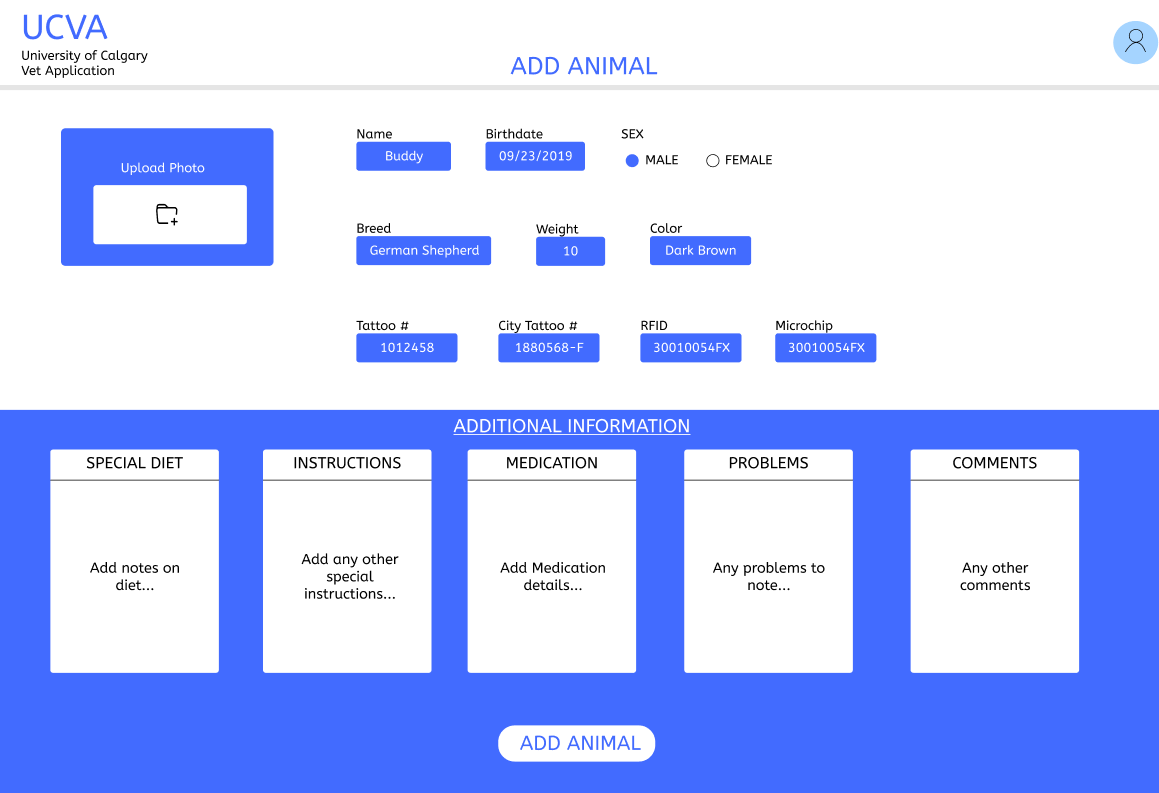 UCVA
University of Calgary
Vet Application
ADD ANIMAL
Upload Photo
Name
Birthdate
SEX
Buddy
09/23/2019
MALE
FEMALE
Breed
Weight
Color
German Shepherd
10
Dark Brown
Tattoo #
City Tattoo #
RFID
Microchip
1012458
1880568-F
30010054FX
30010054FX
ADDITIONAL INFORMATION
SPECIAL DIET
Add notes on
diet...
INSTRUCTIONS
Add any other
special
instructions...
MEDICATION
Add Medication
details...
PROBLEMS
Any problems to
note...
COMMENTS
Any other
comments
ADD ANIMAL